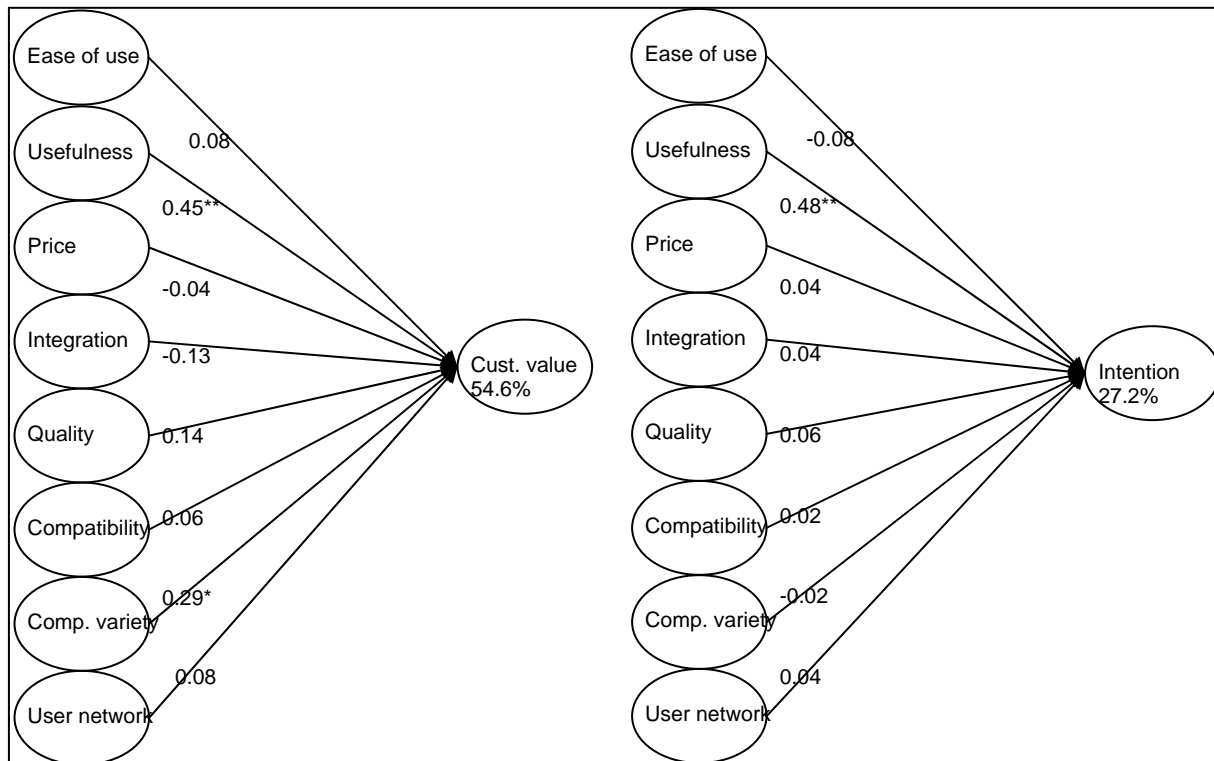 Ease of use
0.08
Usefulness
0.45**
Price
-0.04
Integration
-0.13
Cust. value
54.6%
Quality
0.14
Compatibility
0.06
0.29*
Comp. variety
0.08
User network
Ease of use
-0.08
Usefulness
0.48**
Price
0.04
Integration
0.04
Intention
27.2%
Quality
0.06
Compatibility
0.02
-0.02
Comp. variety
0.04
User network